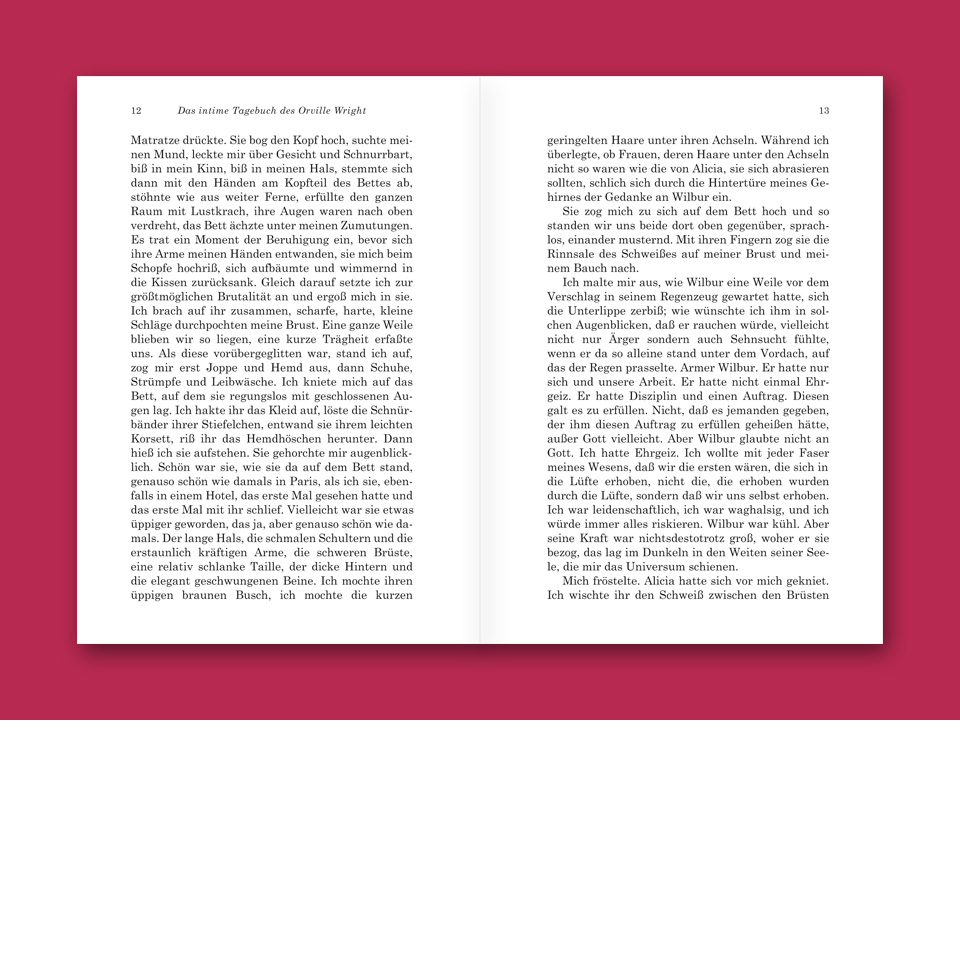 12 Das intime Tagebuch des Orville Wright
Matratze drückte. Sie bog den Kopf hoch, suchte mei-
nen Mund, leckte mir über Gesicht und Schnurrbart,
biß in mein Kinn, biß in meinen Hals, stemmte sich
dann mit den Händen am Kopfteil des Bettes ab,
stöhnte wie aus weiter Ferne, erfüllte den ganzen
Raum mit Lustkrach, ihre Augen waren nach oben
verdreht, das Bett ächzte unter meinen Zumutungen.
Es trat ein Moment der Beruhigung ein, bevor sich
ihre Arme meinen Händen entwanden, sie mich beim
Schopfe hochriß, sich aufbäumte und wimmernd in
die Kissen zurücksank. Gleich darauf setzte ich zur
größtmöglichen Brutalität an und ergoß mich in sie.
Ich brach auf ihr zusammen, scharfe, harte, kleine
Schläge durchpochten meine Brust. Eine ganze Weile
blieben wir so liegen, eine kurze Trägheit erfaßte
uns. Als diese vorübergeglitten war, stand ich auf,
zog mir erst Joppe und Hemd aus, dann Schuhe,
Strümpfe und Leibwäsche. Ich kniete mich auf das
Bett, auf dem sie regungslos mit geschlossenen Au-
gen lag. Ich hakte ihr das Kleid auf, löste die Schnür-
bänder ihrer Stiefelchen, entwand sie ihrem leichten
Korsett, riß ihr das Hemdhöschen herunter. Dann
hieß ich sie aufstehen. Sie gehorchte mir augenblick-
lich. Schön war sie, wie sie da auf dem Bett stand,
genauso schön wie damals in Paris, als ich sie, eben-
falls in einem Hotel, das erste Mal gesehen hatte und
das erste Mal mit ihr schlief. Vielleicht war sie etwas
üppiger geworden, das ja, aber genauso schön wie da-
mals. Der lange Hals, die schmalen Schultern und die
erstaunlich kräftigen Arme, die schweren Brüste,
eine relativ schlanke Taille, der dicke Hintern und
die elegant geschwungenen Beine. Ich mochte ihren
üppigen braunen Busch, ich mochte die kurzen
13
geringelten Haare unter ihren Achseln. Während ich
überlegte, ob Frauen, deren Haare unter den Achseln
nicht so waren wie die von Alicia, sie sich abrasieren
sollten, schlich sich durch die Hintertüre meines Ge-
hirnes der Gedanke an Wilbur ein.
Sie zog mich zu sich auf dem Bett hoch und so
standen wir uns beide dort oben gegenüber, sprach-
los, einander musternd. Mit ihren Fingern zog sie die
Rinnsale des Schweißes auf meiner Brust und mei-
nem Bauch nach.
Ich malte mir aus, wie Wilbur eine Weile vor dem
Verschlag in seinem Regenzeug gewartet hatte, sich
die Unterlippe zerbiß; wie wünschte ich ihm in sol-
chen Augenblicken, daß er rauchen würde, vielleicht
nicht nur Ärger sondern auch Sehnsucht fühlte,
wenn er da so alleine stand unter dem Vordach, auf
das der Regen prasselte. Armer Wilbur. Er hatte nur
sich und unsere Arbeit. Er hatte nicht einmal Ehr-
geiz. Er hatte Disziplin und einen Auftrag. Diesen
galt es zu erfüllen. Nicht, daß es jemanden gegeben,
der ihm diesen Auftrag zu erfüllen geheißen hätte,
außer Gott vielleicht. Aber Wilbur glaubte nicht an
Gott. Ich hatte Ehrgeiz. Ich wollte mit jeder Faser
meines Wesens, daß wir die ersten wären, die sich in
die Lüfte erhoben, nicht die, die erhoben wurden
durch die Lüfte, sondern daß wir uns selbst erhoben.
Ich war leidenschaftlich, ich war waghalsig, und ich
würde immer alles riskieren. Wilbur war kühl. Aber
seine Kraft war nichtsdestotrotz groß, woher er sie
bezog, das lag im Dunkeln in den Weiten seiner See-
le, die mir das Universum schienen.
Mich fröstelte. Alicia hatte sich vor mich gekniet.
Ich wischte ihr den Schweiß zwischen den Brüsten